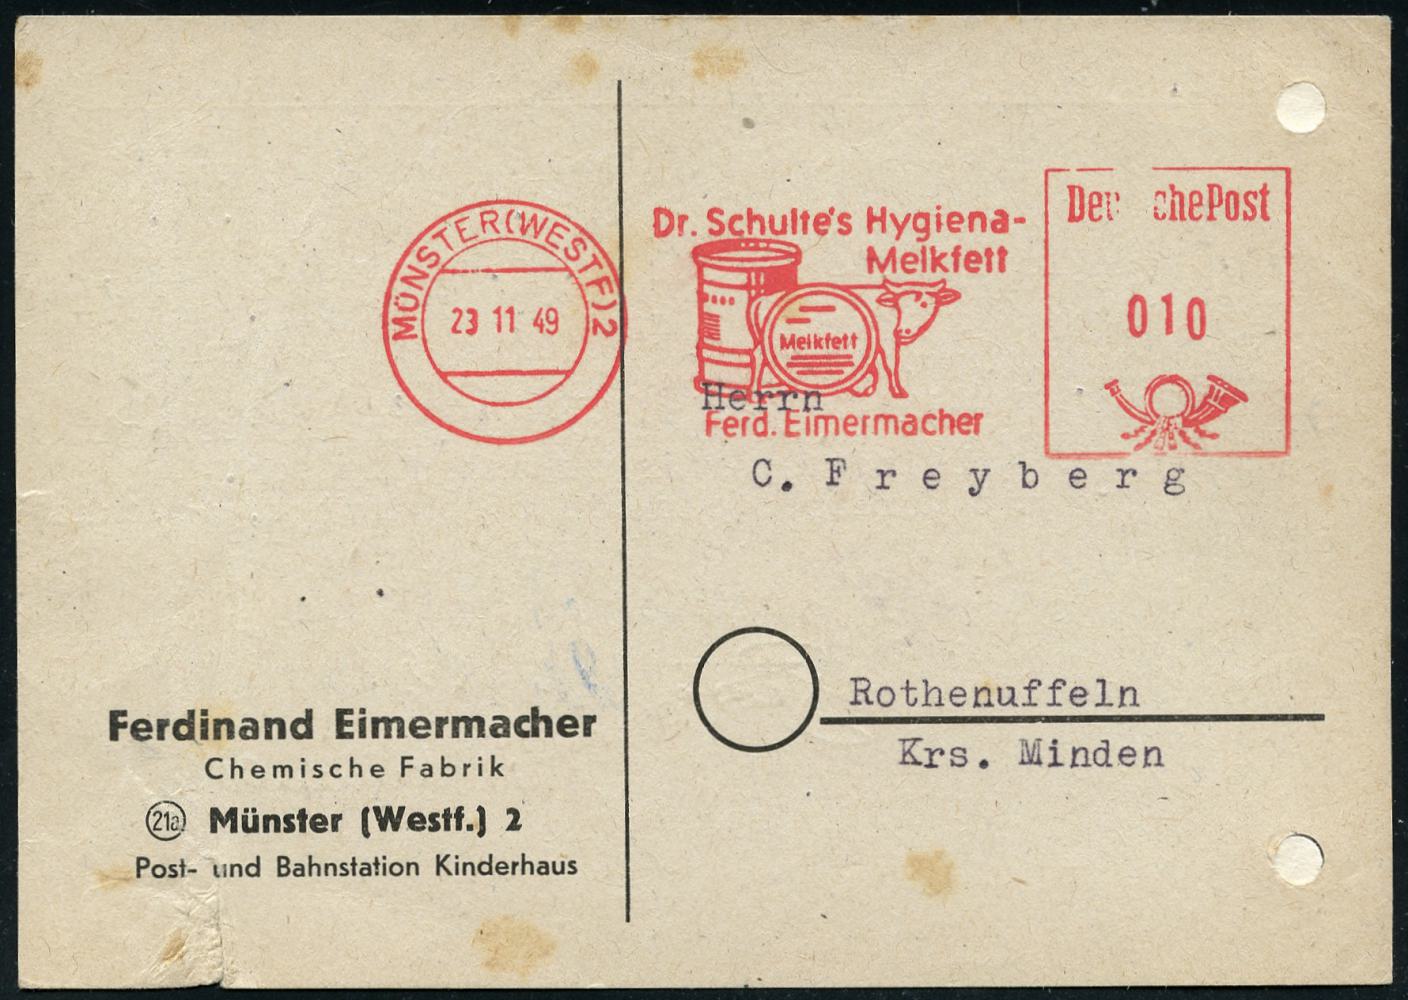 MÜNSTER(WESTF)2
23 11 49
Dr. Schulte's Hygiena-
Melkfett
Melkfett
Ferd. Eimermacher
Deu chePost
010
Herrn
C. Freyberg
Rothenuffeln
Krs. Minden
Ferdinand Eimermacher
Chemische Fabrik
21a Münster (Westf.) 2
Post- und Bahnstation Kinderhaus